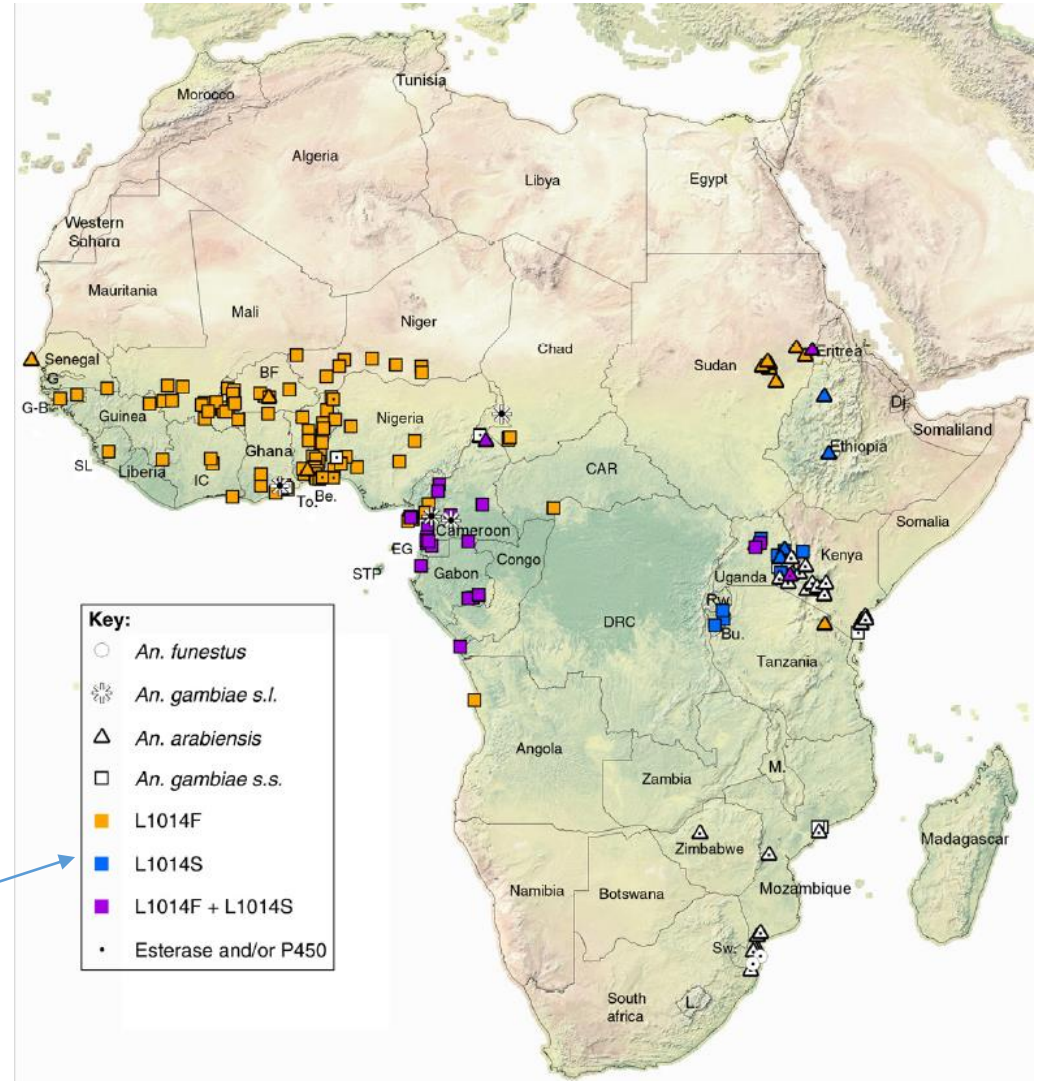 Tunisia
Morocco
Algeria
Libya
Egypt
Western
Sahara
Mauritania
Mali
Niger
Chad
Sudan
Eritrea
Senegal
G
BF
G-B
Guinea
Nigeria
Dj.
Ghana
Ethiopia
Somaliland
SL
Liberia
IC
To.
Be.
CAR
Somalia
Cameroon
EG
Congo
Kenya
STP
Gabon
Uganda
Rw.
DRC
Bu.
Tanzania
Key:
An. funestus
An. gambiae s.l.
An. arabiensis
An. gambiae s.s.
L1014F
L1014S
L1014F + L1014S
Esterase and/or P450
Angola
Zambia
M.
Zimbabwe
Madagascar
Namibia
Botswana
Mozambique
Sw.
South
africa
L.